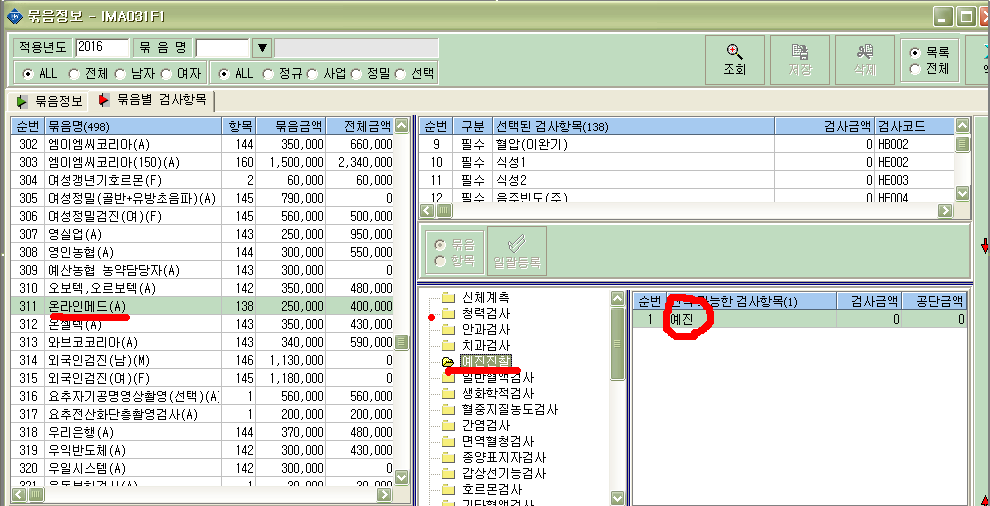 묶음정보 - IMA031F1
적용년도 2016 묶 음 명
ALL 전체 남자 여자 ALL 정규 사업 정밀 선택
조회 저장 삭제 목록 전체
묶음정보 묶음별 검사항목
순번 묶음명(498) 항목 묶음금액 전체금액
302 엠이엠씨코리아(A) 144 350,000 660,000
303 엠이엠씨코리아(150)(A) 160 1,500,000 2,340,000
304 여성갱년기호르몬(F) 2 60,000 60,000
305 여성정밀(골반+유방초음파)(A) 145 790,000 0
306 여성정밀검진(여)(F) 145 560,000 500,000
307 영실업(A) 143 250,000 950,000
308 영인농협(A) 144 300,000 550,000
309 예산농협 농약담당자(A) 143 300,000 0
310 오보텍,오르보텍(A) 142 350,000 480,000
311 온라인메드(A) 138 250,000 400,000
312 온셀텍(A) 143 350,000 430,000
313 와브코코리아(A) 143 340,000 590,000
314 외국인검진(남)(M) 146 1,130,000 0
315 외국인검진(여)(F) 145 1,180,000 0
316 요추자기공명영상촬영(선택)(A) 1 560,000 560,000
317 요추전산화단층촬영검사(A) 1 200,000 200,000
318 우리은행(A) 144 370,000 480,000
319 우익반도체(A) 142 300,000 430,000
320 우일시스템(A) 142 300,000 0
321
순번 구분 선택된 검사항목(138) 검사금액 검사코드
9 필수 혈압(이완기) 0 HB002
10 필수 식성1 0 HE002
11 필수 식성2 0 HE003
12 필수 음주빈도(주) 0 HE004
묶음
항목
일괄등록
신체계측
청력검사
안과검사
치과검사
예진진찰
일반혈액검사
생화학적검사
혈중지질농도검사
간염검사
면역혈청검사
종양표지자검사
갑상선기능검사
호르몬검사
기타혈액검사
순번 선택 가능한 검사항목(1) 검사금액 공단금액
1 예진 0 0